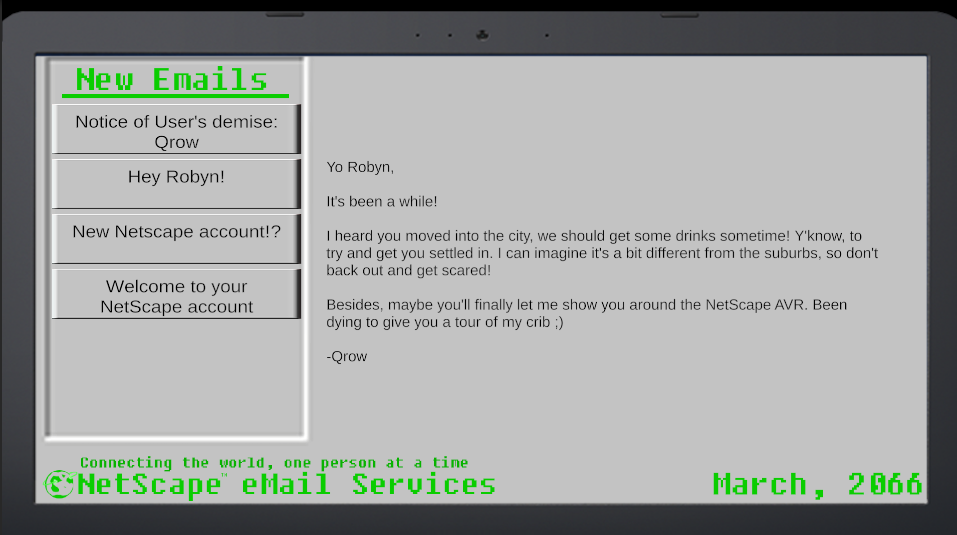 New Emails
Notice of User's demise:
Qrow
Hey Robyn!
New Netscape account!?
Welcome to your
NetScape account
Yo Robyn,
It's been a while!
I heard you moved into the city, we should get some drinks sometime! Y'know, to
try and get you settled in. I can imagine it's a bit different from the suburbs, so don't
back out and get scared!
Besides, maybe you'll finally let me show you around the NetScape AVR. Been
dying to give you a tour of my crib ;)
-Qrow
Connecting the world, one person at a time
NetScape™ eMail Services
March, 2066